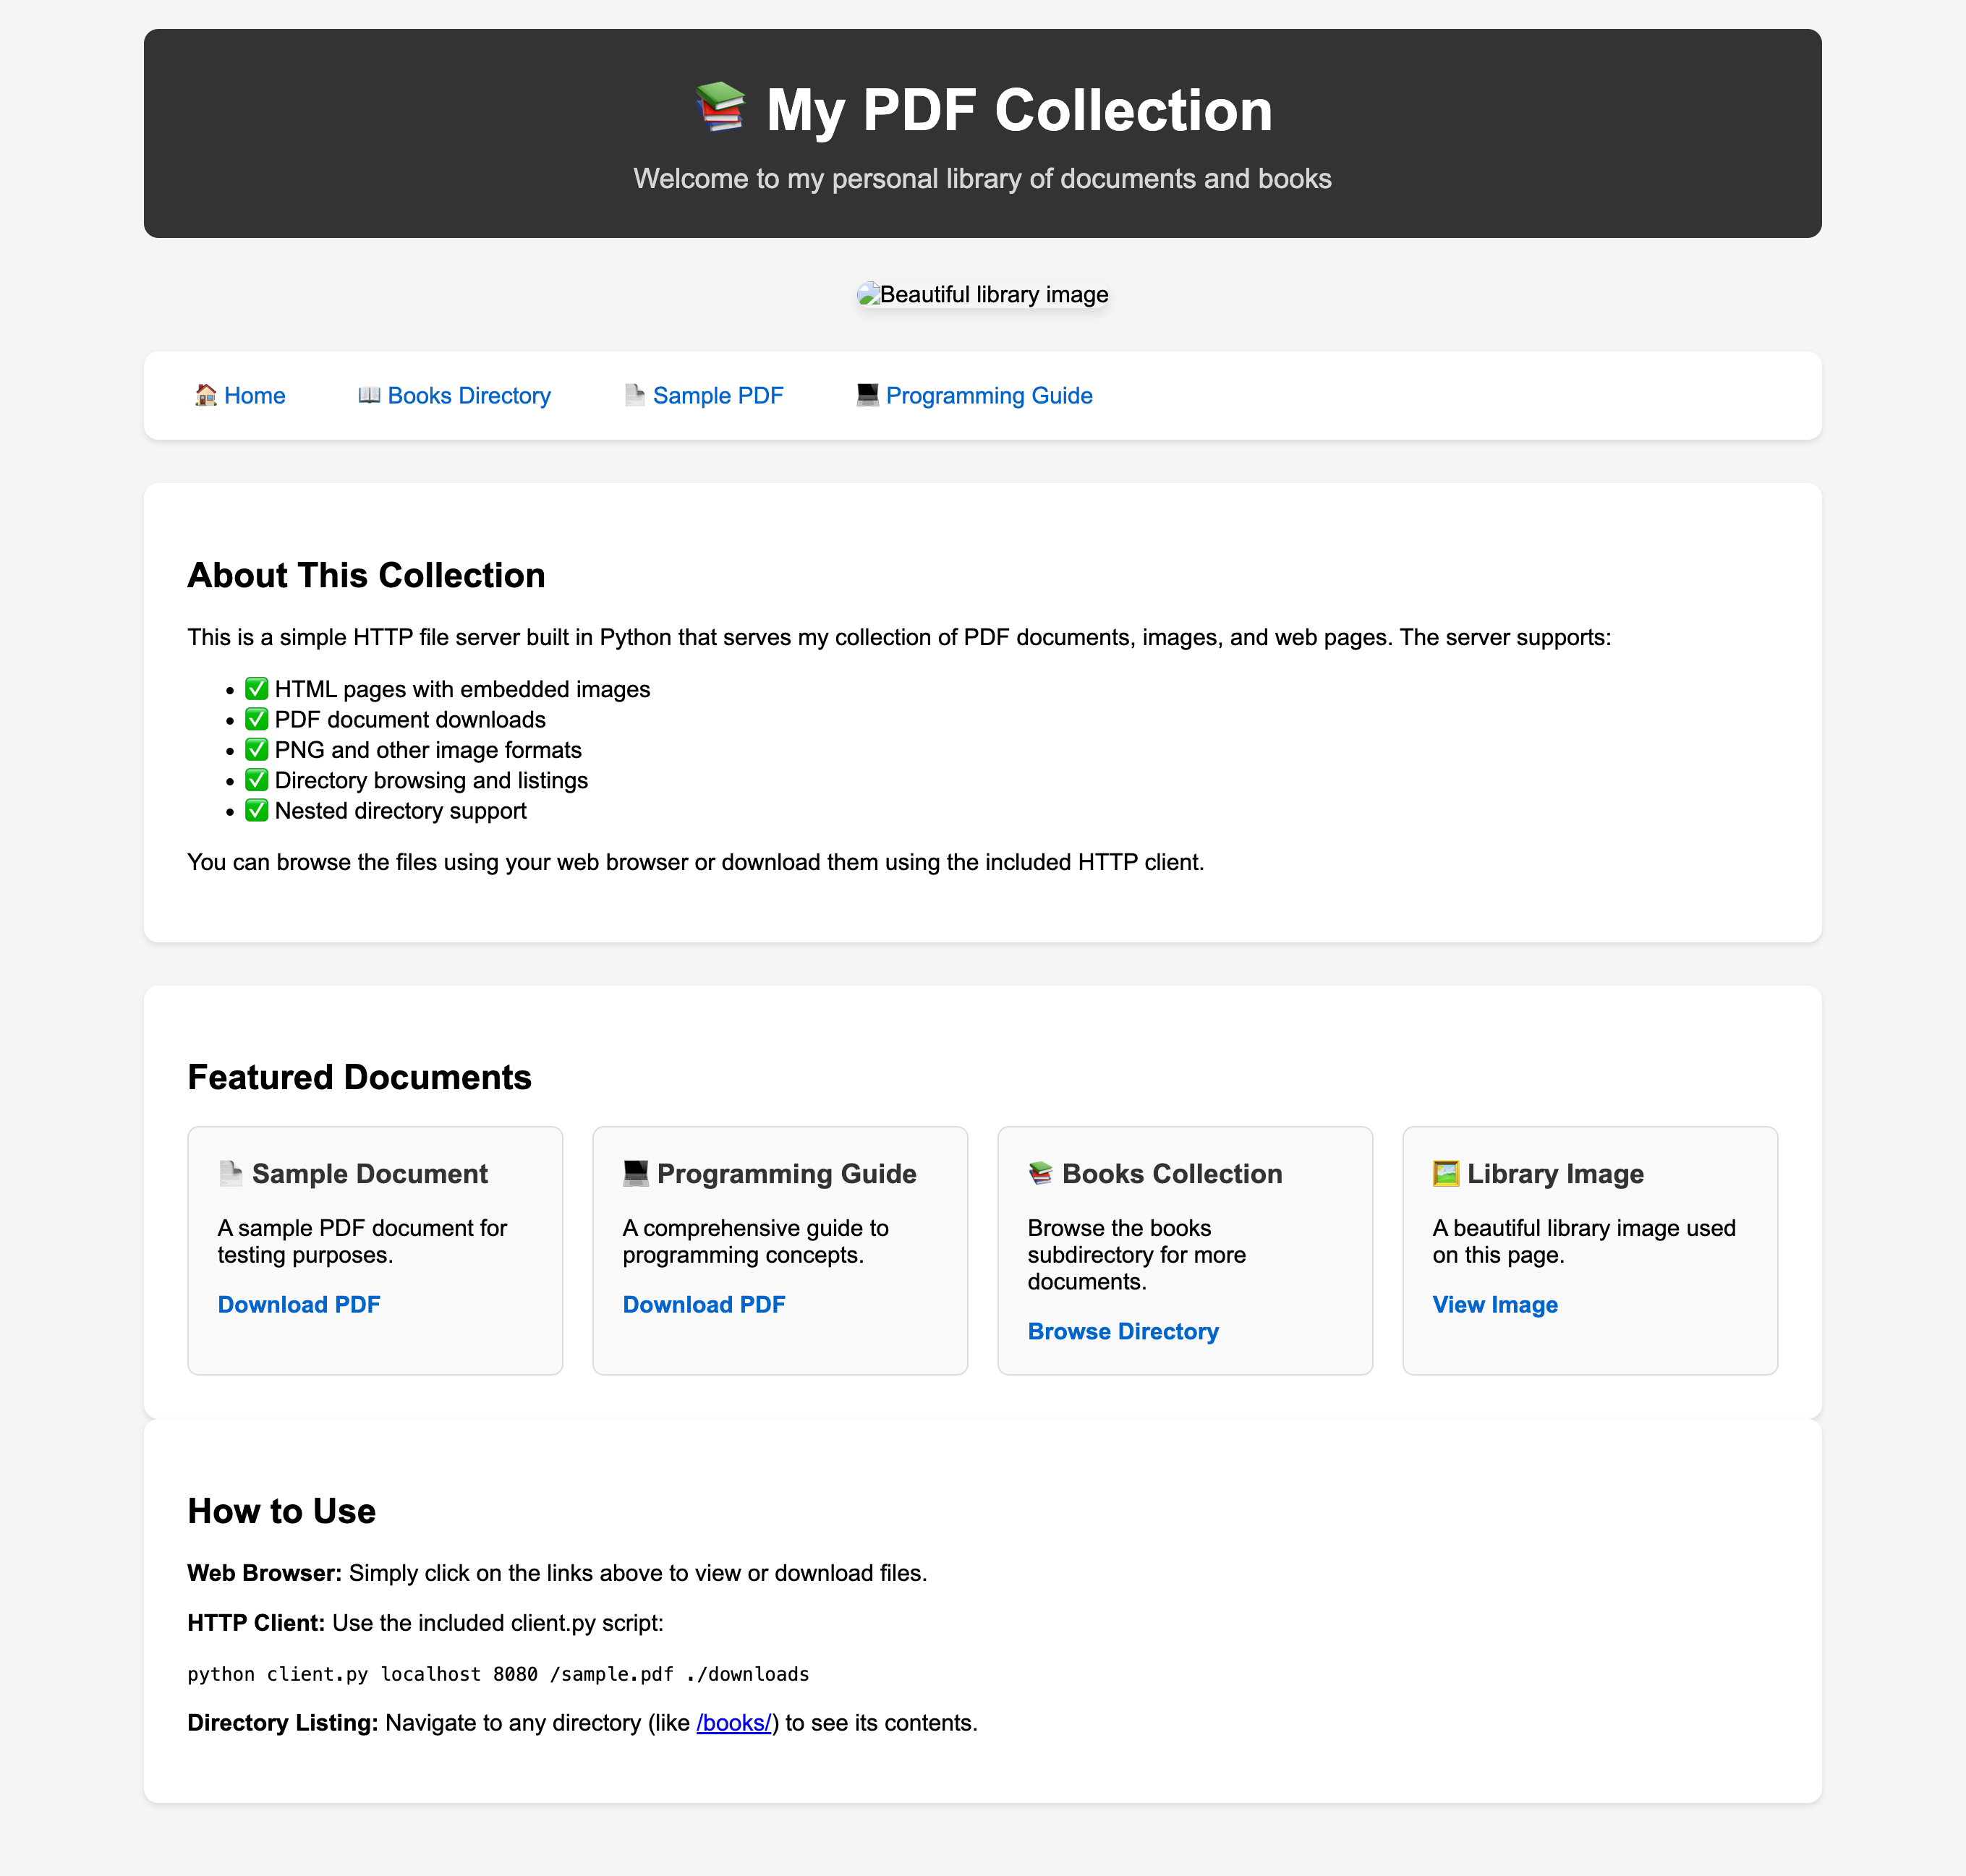 📚 My PDF Collection
Welcome to my personal library of documents and books
Beautiful library image
🏠 Home 📖 Books Directory 📄 Sample PDF 💻 Programming Guide
About This Collection
This is a simple HTTP file server built in Python that serves my collection of PDF documents, images, and web pages. The server supports:
• ✅ HTML pages with embedded images
• ✅ PDF document downloads
• ✅ PNG and other image formats
• ✅ Directory browsing and listings
• ✅ Nested directory support
You can browse the files using your web browser or download them using the included HTTP client.
Featured Documents
📄 Sample Document
A sample PDF document for
testing purposes.
Download PDF
💻 Programming Guide
A comprehensive guide to
programming concepts.
Download PDF
📚 Books Collection
Browse the books
subdirectory for more
documents.
Browse Directory
🖼️ Library Image
A beautiful library image used
on this page.
View Image
How to Use
Web Browser: Simply click on the links above to view or download files.
HTTP Client: Use the included client.py script:
python client.py localhost 8080 /sample.pdf ./downloads
Directory Listing: Navigate to any directory (like /books/) to see its contents.